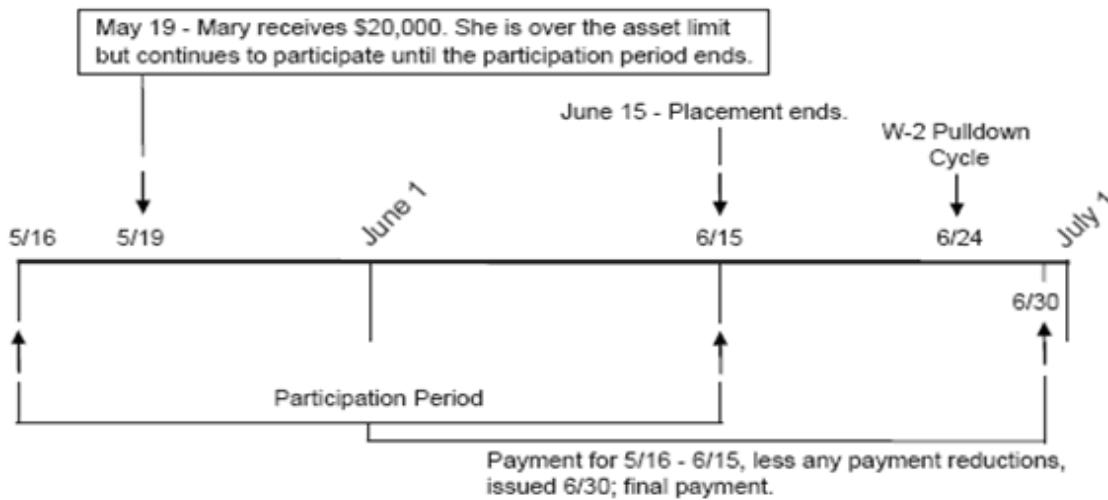 May 19 - Mary receives $20,000. She is over the asset limit
but continues to participate until the participation period ends.
June 15 - Placement ends.
W-2 Pulldown
Cycle
5/16
5/19
June 1
6/15
6/24
July 1
6/30
Participation Period
Payment for 5/16 - 6/15, less any payment reductions,
issued 6/30; final payment.